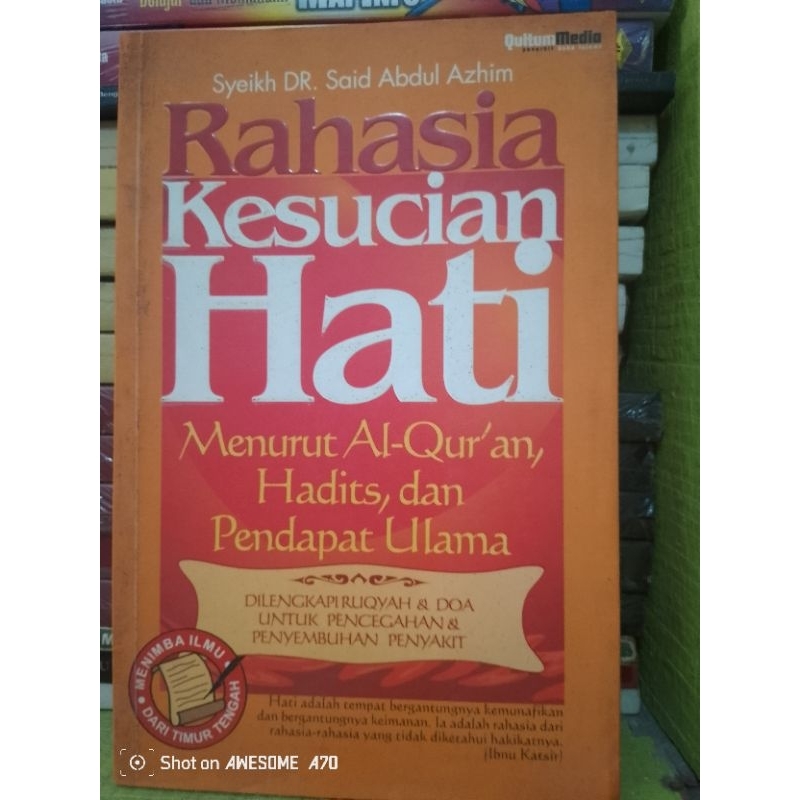 QultumMedia
Syeikh DR. Said Abdul Azhim
Rahasia
Kesucian
Hati
Menurut Al-Qur'an,
Hadits, dan
Pendapat Ulama
DILENGKAPI RUQYAH & DOA
UNTUK PENCEGAHAN &
PENYEMBUHAN PENYAKIT
MENIMBA ILMU
DARI TIMUR TENGAH
Hati adalah tempat bergantungnya kemunafikan
dan bergantungnya keimanan. Ia adalah rahasia dari
rahasia-rahasia yang tidak diketahui hakikatnya.
(Ibnu Katsir)
Shot on AWESOME A70